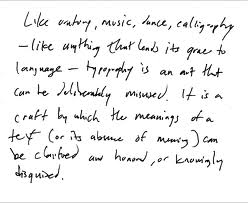 Like oratory, music, dance, calligraphy
– like anything that lends its grace to
language – typography is an art that
can be deliberately misused. It is a
craft by which the meanings of a
text (or its absence of meaning) can
be clarified and honored, or knowingly
disguised.